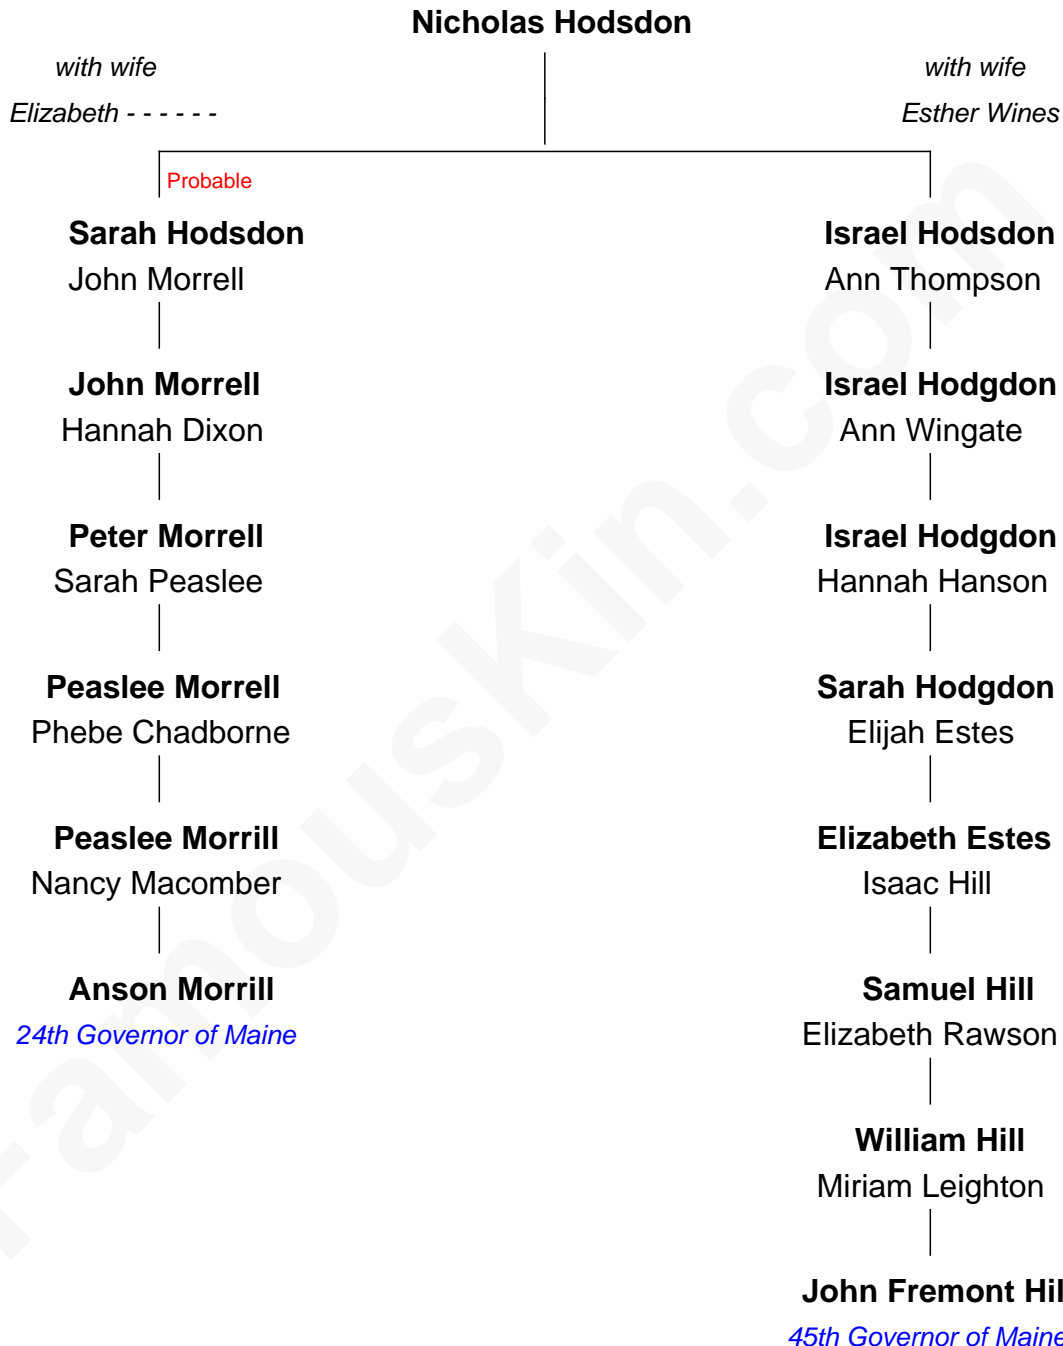 Nicholas Hodsdon
with wife
Elizabeth - - - - - -
with wife
Esther Wines
Probable
Sarah Hodsdon
John Morrell
John Morrell
Hannah Dixon
Peter Morrell
Sarah Peaslee
Peaslee Morrell
Phebe Chadborne
Peaslee Morrill
Nancy Macomber
Anson Morrill
24th Governor of Maine
Israel Hodsdon
Ann Thompson
Israel Hodgdon
Ann Wingate
Israel Hodgdon
Hannah Hanson
Sarah Hodgdon
Elijah Estes
Elizabeth Estes
Isaac Hill
Samuel Hill
Elizabeth Rawson
William Hill
Miriam Leighton
John Fremont Hil
45th Governor of Maine
FamousKin.com